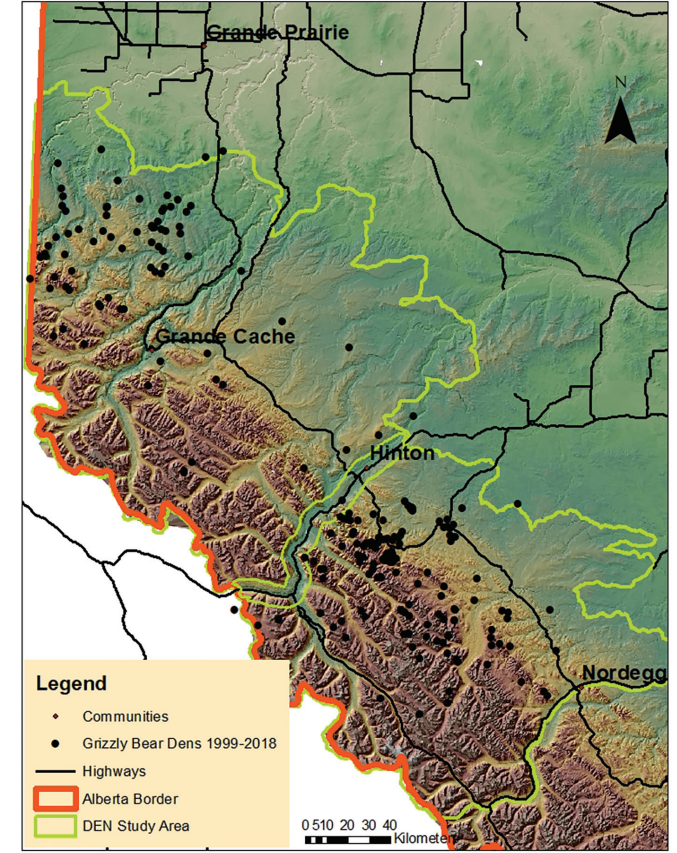 Grande Prairie
N
Grande Cache
Hinton
Nordegg
Legend
Communities
Grizzly Bear Dens 1999-2018
Highways
Alberta Border
DEN Study Area
0 5 10 20 30 40
Kilometers